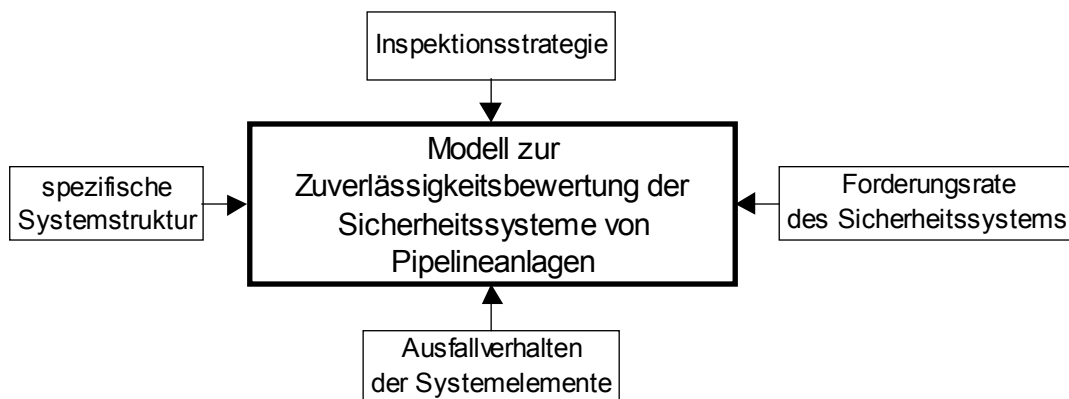 Inspektionsstrategie
Modell zur
Zuverlässigkeitsbewertung der
Sicherheitssysteme von
Pipelineanlagen
spezifische
Systemstruktur
Forderungsrate
des Sicherheitssystems
Ausfallverhalten
der Systemelemente